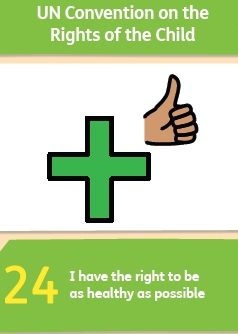 UN Convention on the
Rights of the Child
24
I have the right to be
as healthy as possible